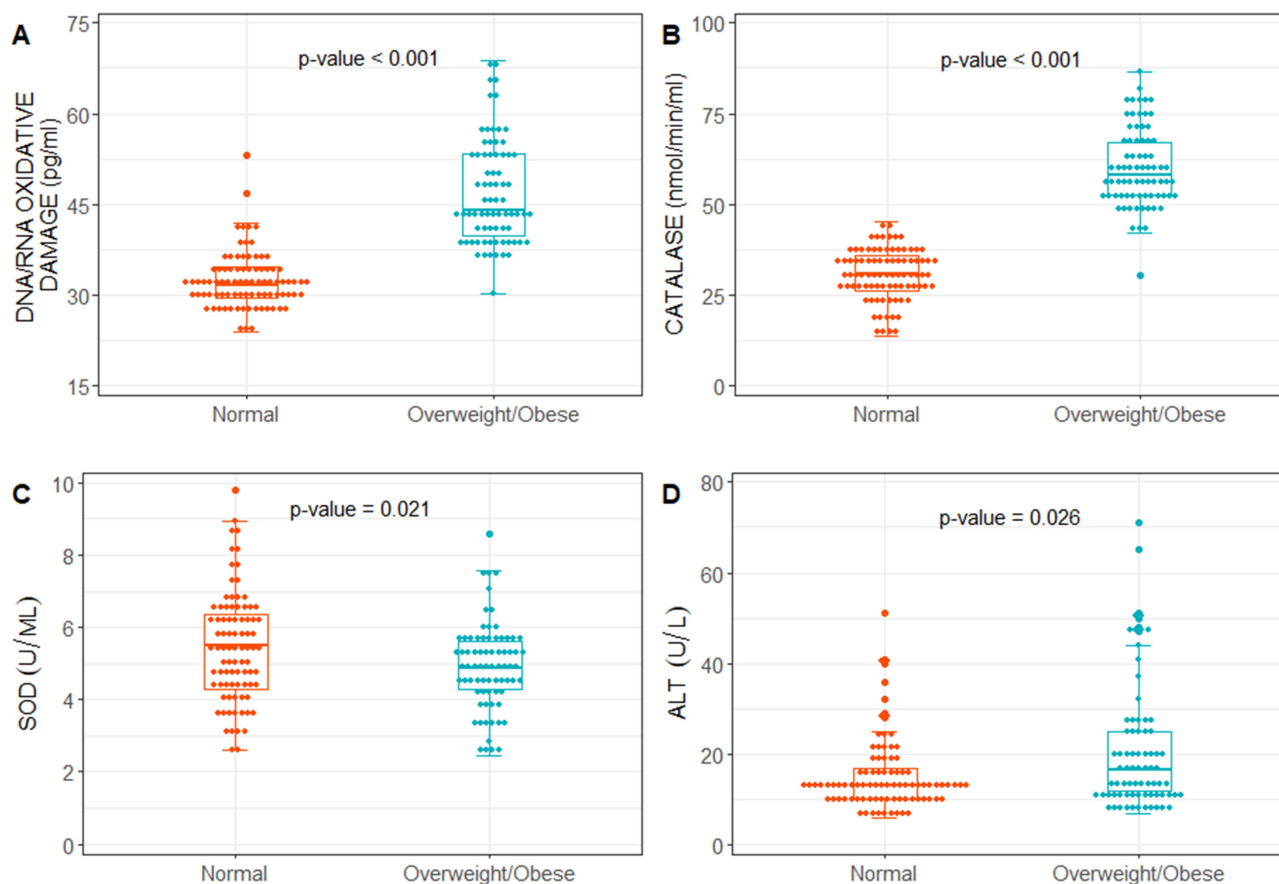 A
75
60
45
30
15
DNA/RNA OXIDATIVE
DAMAGE (pg/ml)
p-value < 0.001
Normal
Overweight/Obese
B
100
75
50
25
0
CATALASE (nmol/min/ml)
p-value < 0.001
Normal
Overweight/Obese
C
10
8
6
4
2
0
SOD (U/ML)
p-value = 0.021
Normal
Overweight/Obese
D
80
60
40
20
0
ALT (U/L)
p-value = 0.026
Normal
Overweight/Obese